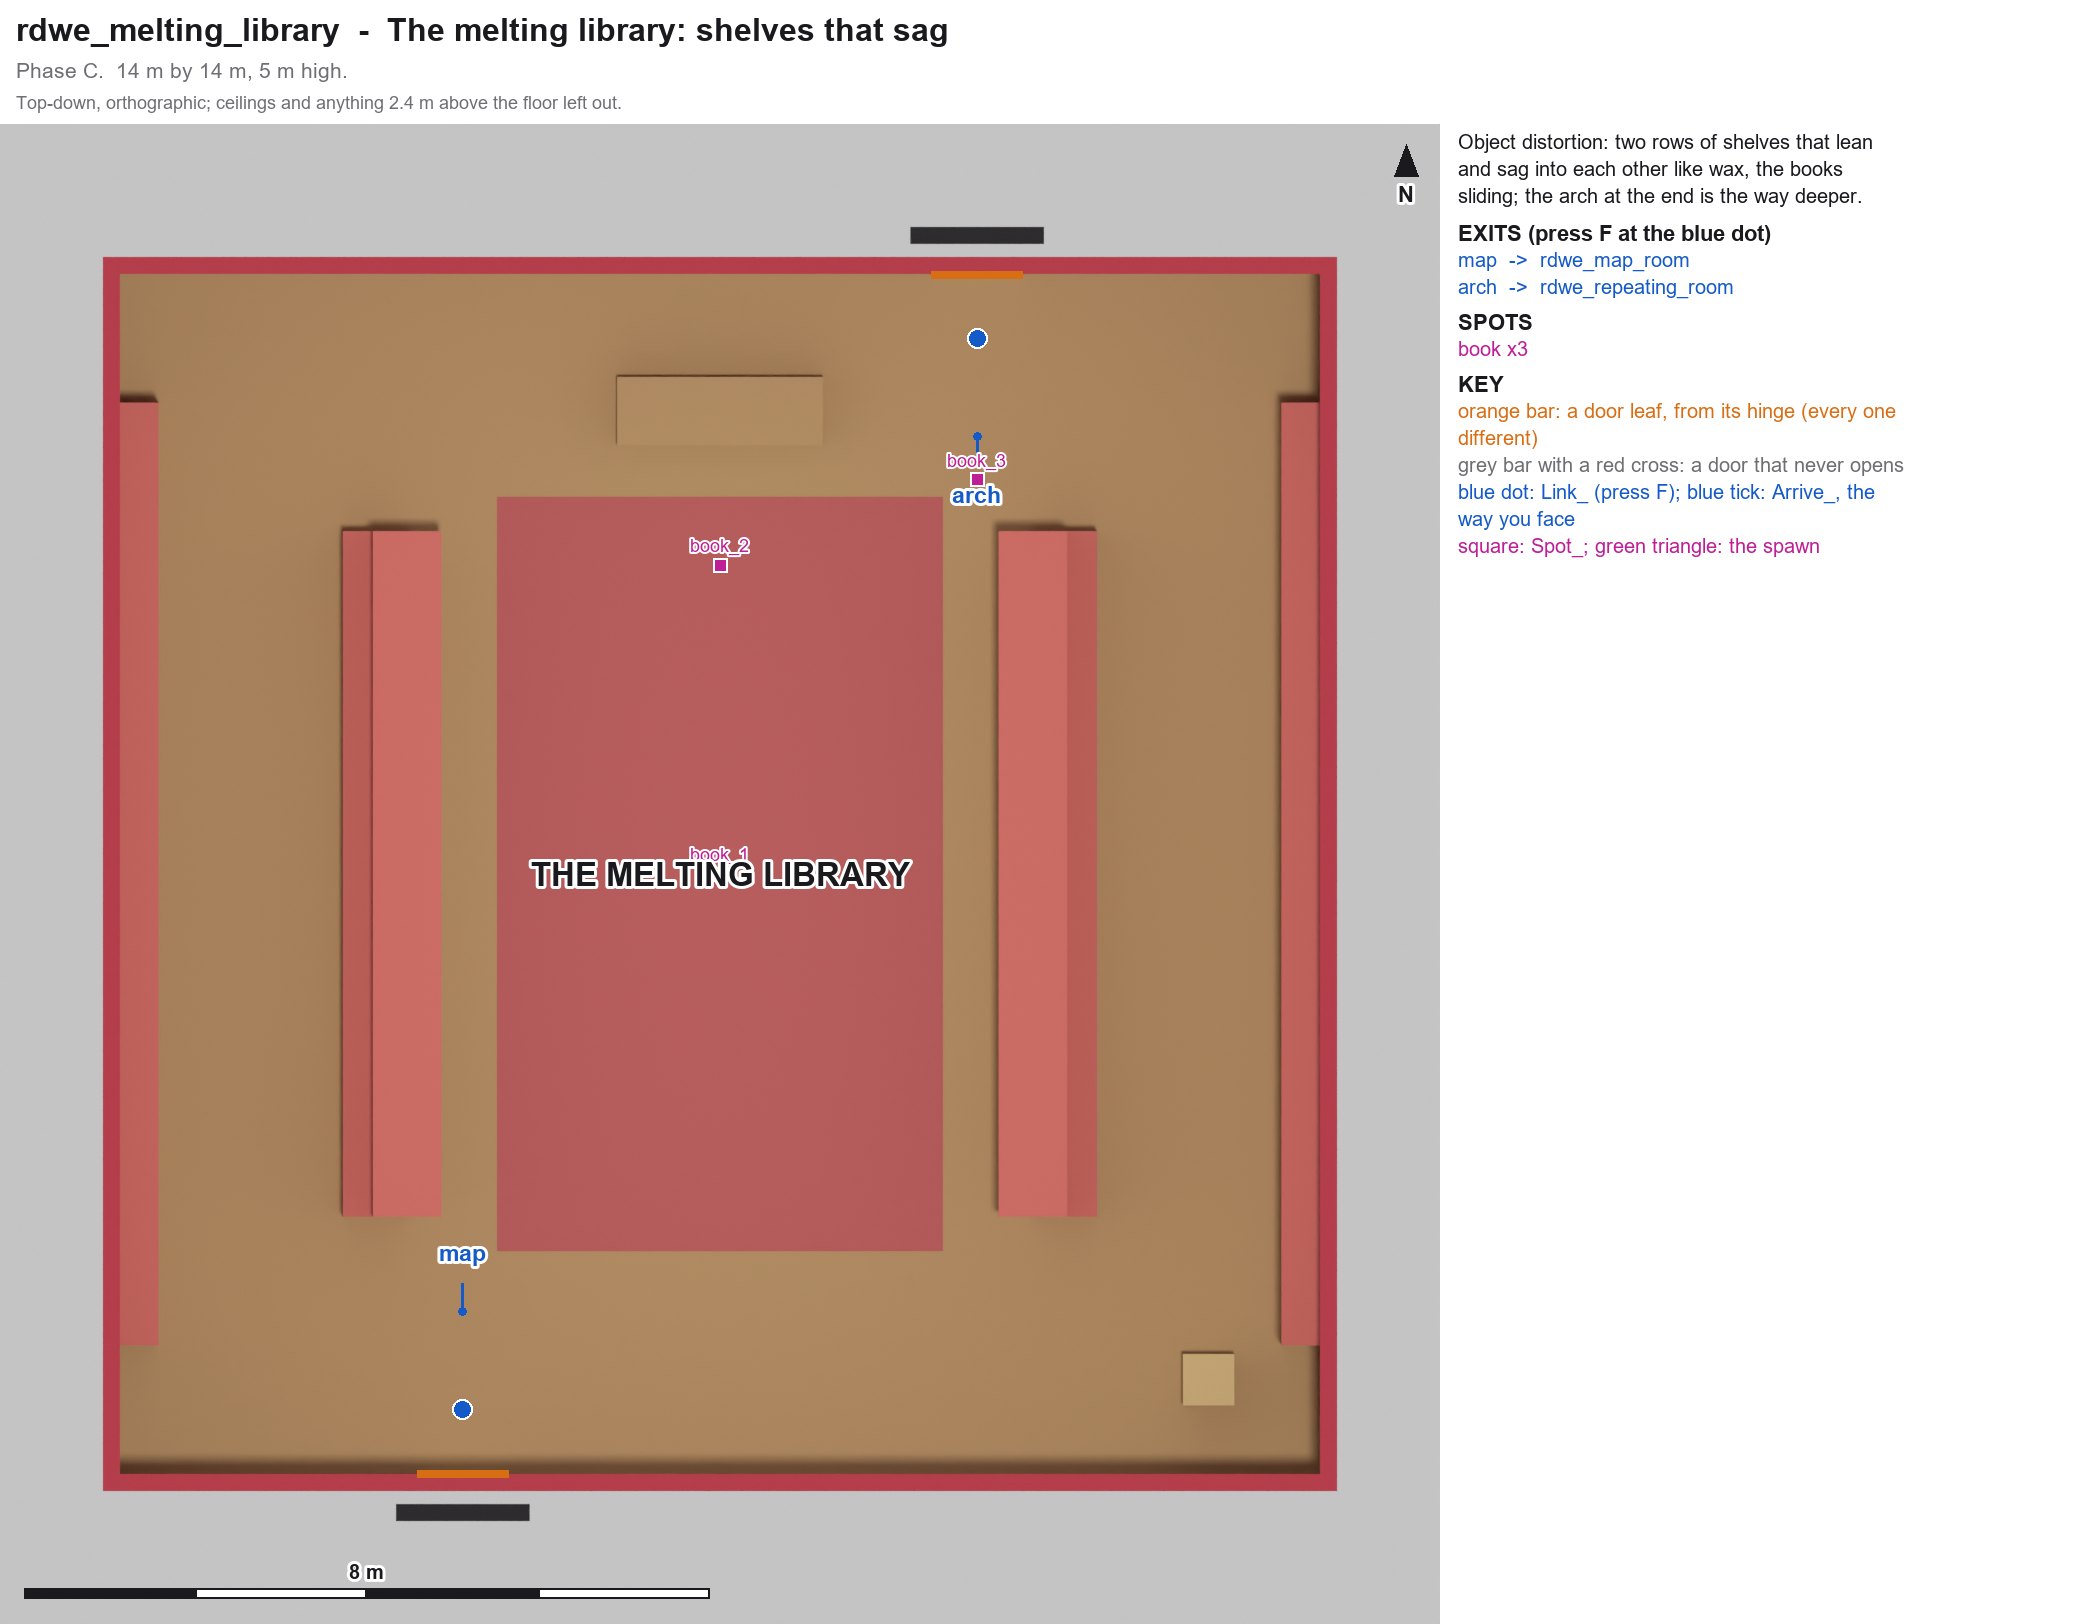 rdwe_melting_library  -  The melting library: shelves that sag
Phase C.  14 m by 14 m, 5 m high.
Top-down, orthographic; ceilings and anything 2.4 m above the floor left out.
N
book_3
arch
book_2
book_1
THE MELTING LIBRARY
map
8 m
Object distortion: two rows of shelves that lean
and sag into each other like wax, the books
sliding; the arch at the end is the way deeper.
EXITS (press F at the blue dot)
map  ->  rdwe_map_room
arch  ->  rdwe_repeating_room
SPOTS
book x3
KEY
orange bar: a door leaf, from its hinge (every one
different)
grey bar with a red cross: a door that never opens
blue dot: Link_ (press F); blue tick: Arrive_, the
way you face
square: Spot_; green triangle: the spawn